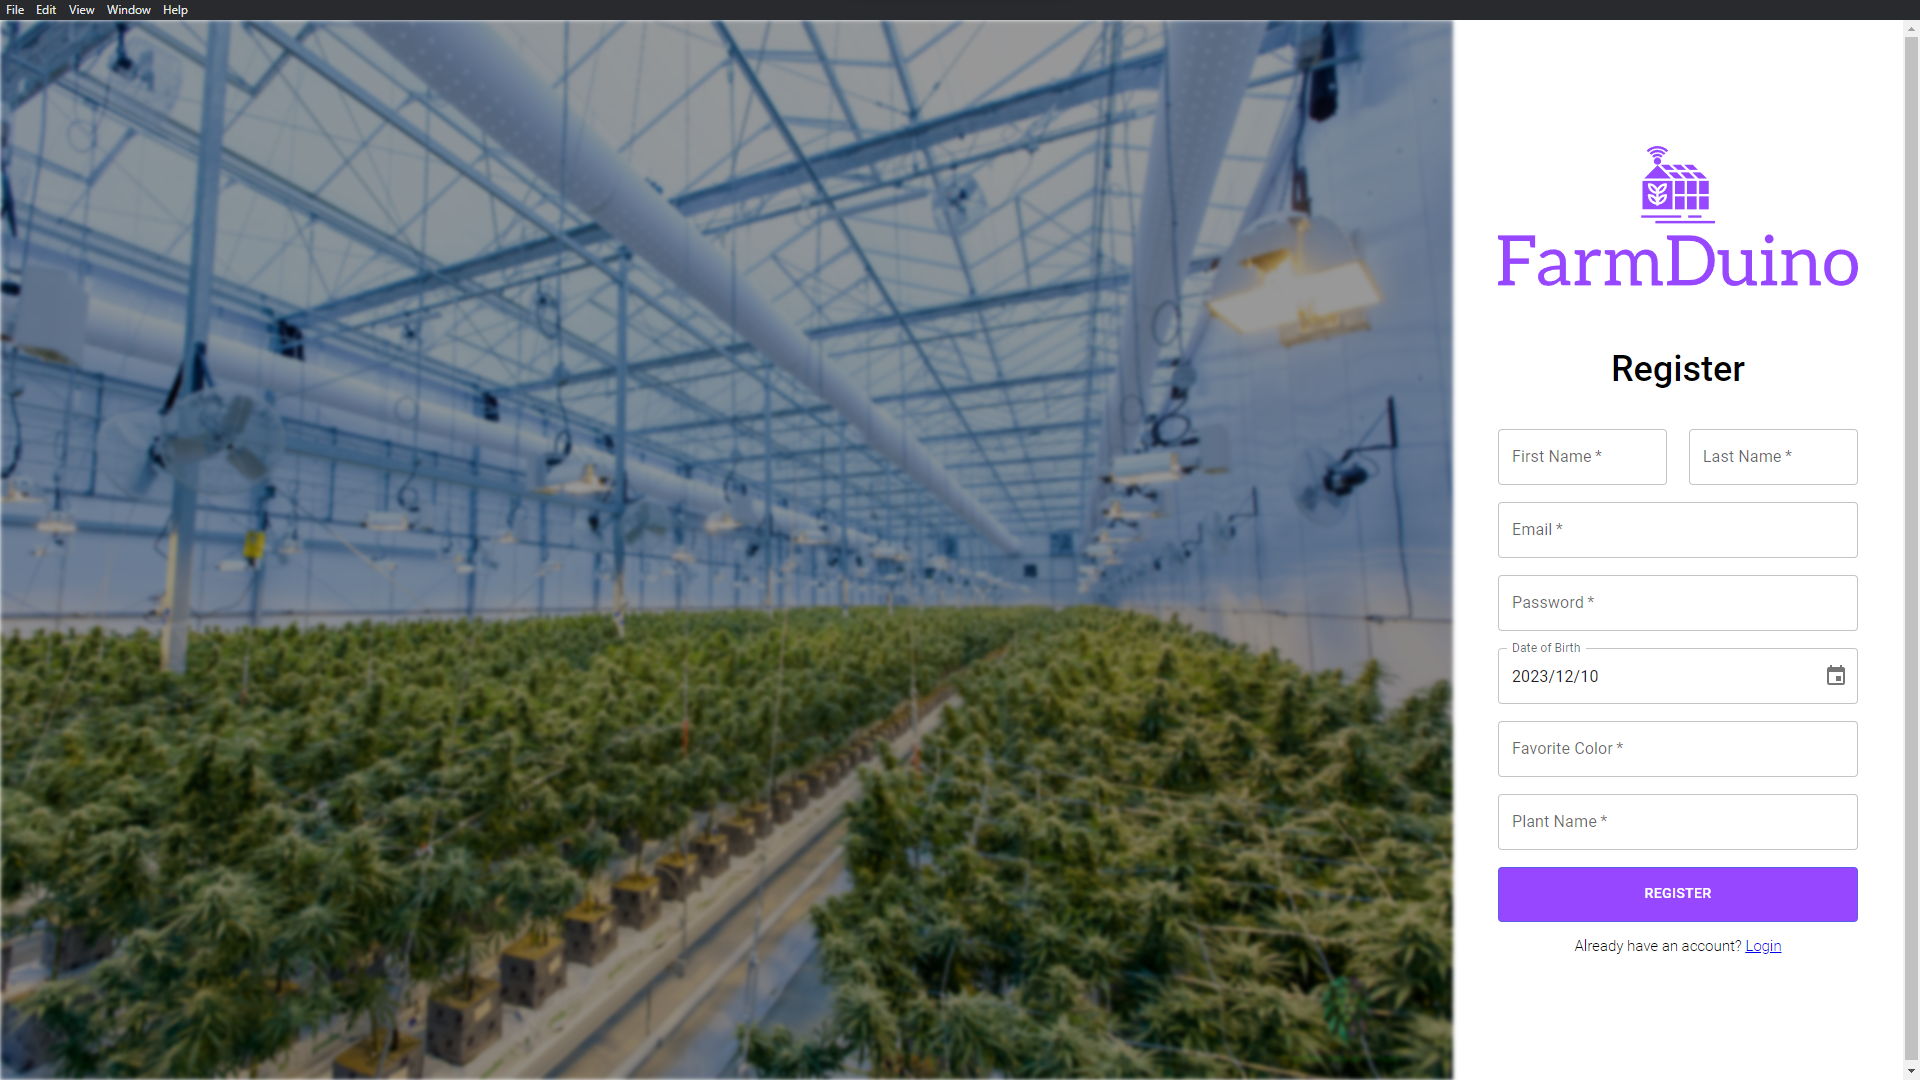 File Edit View Window Help
FarmDuino
Register
First Name *
Last Name *
Email *
Password *
Date of Birth
2023/12/10
Favorite Color *
Plant Name *
REGISTER
Already have an account? Login